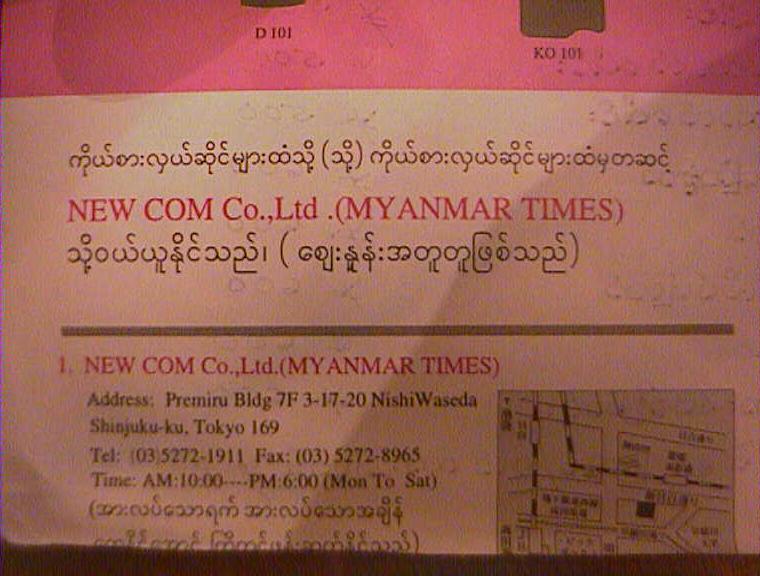 D 101
KO 101
ကိုယ်စားလှယ်ဆိုင်များထံသို့ (သို့) ကိုယ်စားလှယ်ဆိုင်များထံမှတဆင့်
NEW COM Co.,Ltd .(MYANMAR TIMES)
သို့ဝယ်ယူနိုင်သည်၊ ( ဈေးနှုန်းအတူတူဖြစ်သည်)
1. NEW COM Co.,Ltd.(MYANMAR TIMES)
Address: Premiru Bldg 7F 3-17-20 NishiWaseda
Shinjuku-ku, Tokyo 169
Tel: (03)5272-1911 Fax: (03) 5272-8965
Time: AM:10:00----PM:6:00 (Mon To Sat)
(အားလပ်သောရက် အားလပ်သောအချိန်